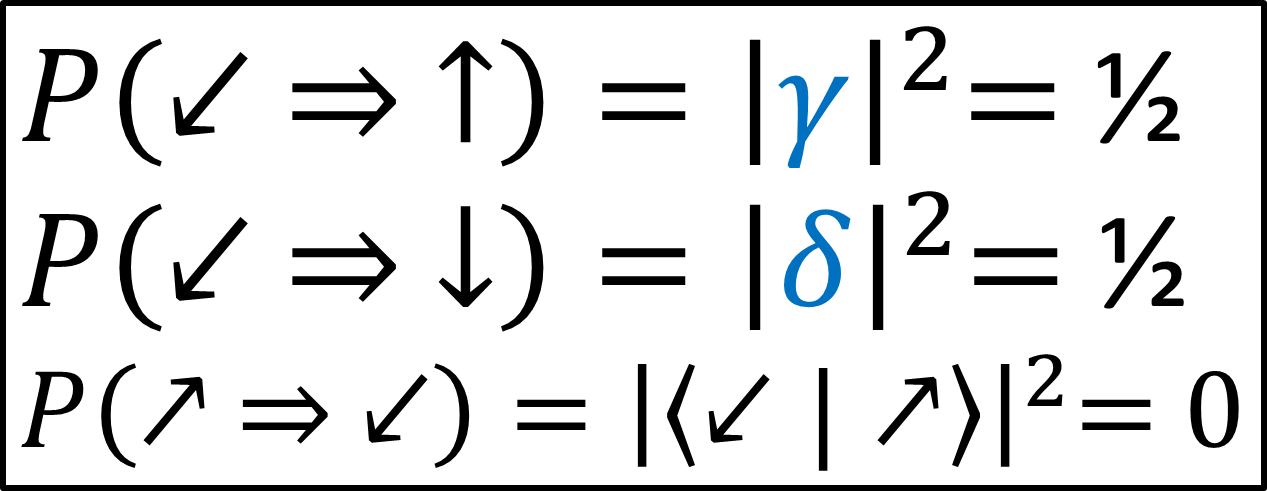 P(↙ ⇒ ↑) = |γ|² = ½
P(↙ ⇒ ↓) = |δ|² = ½
P(↗ ⇒ ↙) = |⟨↙ | ↗⟩|² = 0